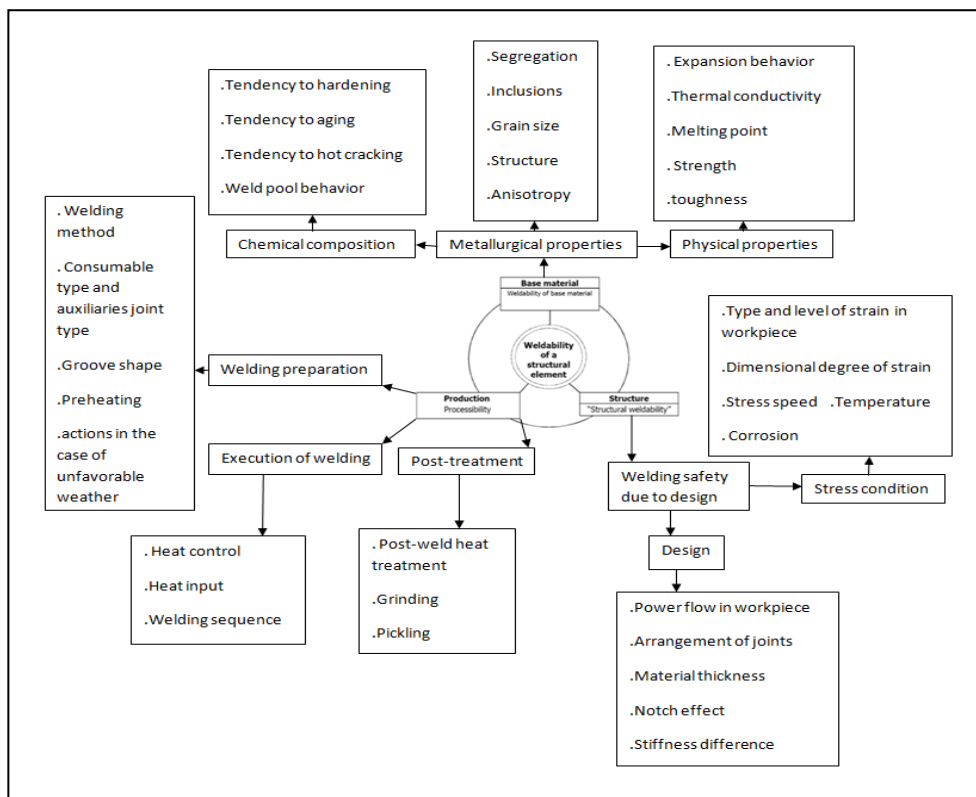 .Tendency to hardening
.Tendency to aging
.Tendency to hot cracking
.Weld pool behavior
.Segregation
.Inclusions
.Grain size
.Structure
.Anisotropy
. Expansion behavior
.Thermal conductivity
.Melting point
. Strength
.toughness
Chemical composition
Metallurgical properties
Physical properties
. Welding
method
. Consumable
type and
auxiliaries joint
type
.Groove shape
.Preheating
.actions in the
case of
unfavorable
weather
Welding preparation
Base material
Weldability of base material
Weldability
of a
structural
element
Production
Processibility
Structure
"Structural weldability"
.Type and level of strain in
workpiece
.Dimensional degree of strain
.Stress speed .Temperature
. Corrosion
Execution of welding
Post-treatment
Welding safety
due to design
Stress condition
. Heat control
.Heat input
.Welding sequence
. Post-weld heat
treatment
.Grinding
.Pickling
Design
.Power flow in workpiece
.Arrangement of joints
.Material thickness
.Notch effect
.Stiffness difference